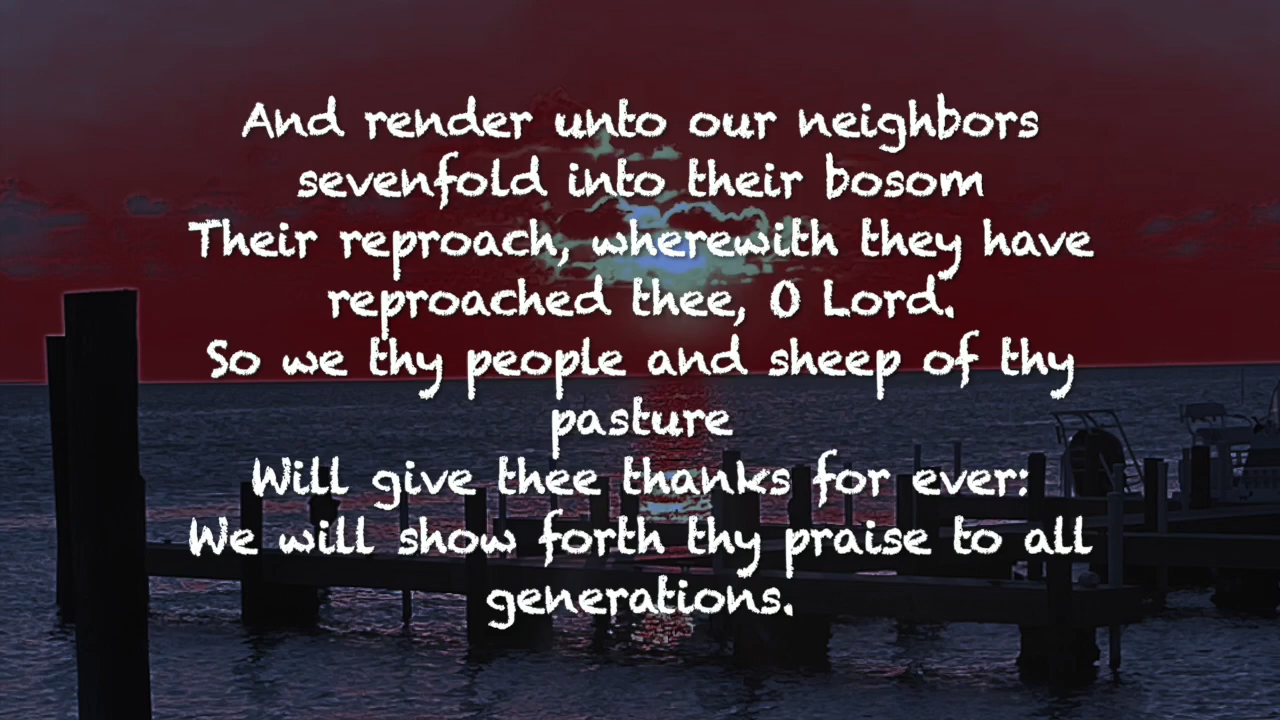 And render unto our neighbors
sevenfold into their bosom
Their reproach, wherewith they have
reproached thee, O Lord.
So we thy people and sheep of thy
pasture
Will give thee thanks for ever:
We will show forth thy praise to all
generations.